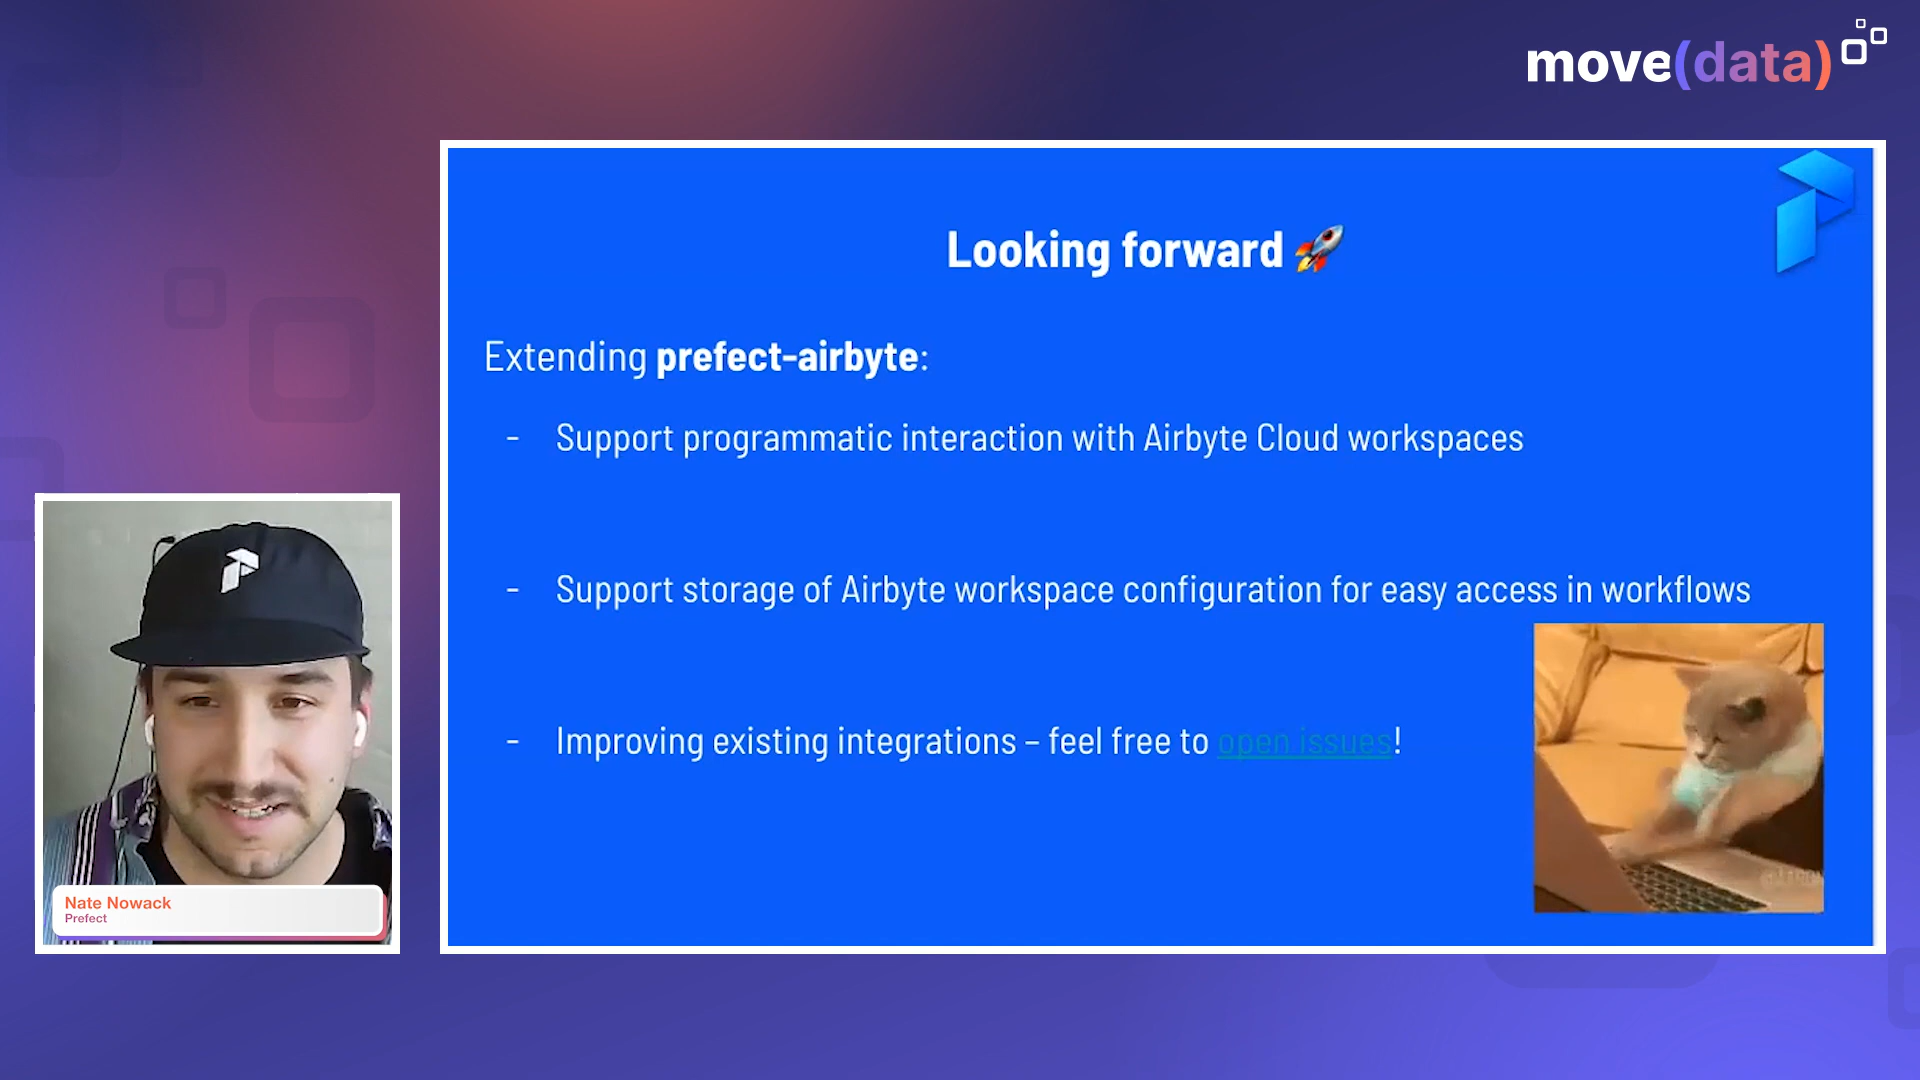 move(data)
Looking forward 🚀
Extending prefect-airbyte:
- Support programmatic interaction with Airbyte Cloud workspaces
- Support storage of Airbyte workspace configuration for easy access in workflows
- Improving existing integrations – feel free to open issues!
Nate Nowack
Prefect